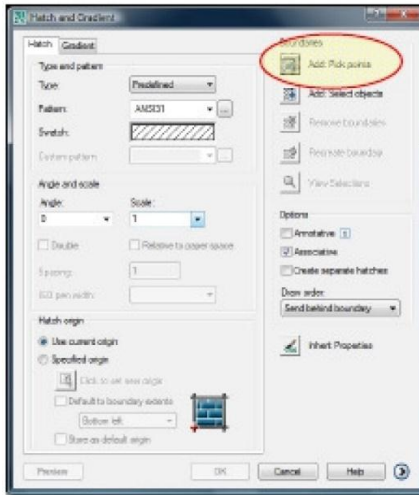 Hatch and Gradient
Hatch
Gradient
Type and pattern
Type:
Predefined
Pattern:
ANSI31
...
Swatch:
Custom pattern:
...
Angle and scale
Angle:
Scale:
0
1
Double
Relative to paper space
Spacing:
1
ISO pen width:
Hatch origin
Use current origin
Specified origin
Click to set new origin
Default to boundary extents
Bottom left
Store as default origin
Boundaries
Add: Pick points
Add: Select objects
Remove boundaries
Recreate boundary
View Selections
Options
Annotative
Associative
Create separate hatches
Draw order:
Send behind boundary
Inherit Properties
Preview
OK
Cancel
Help